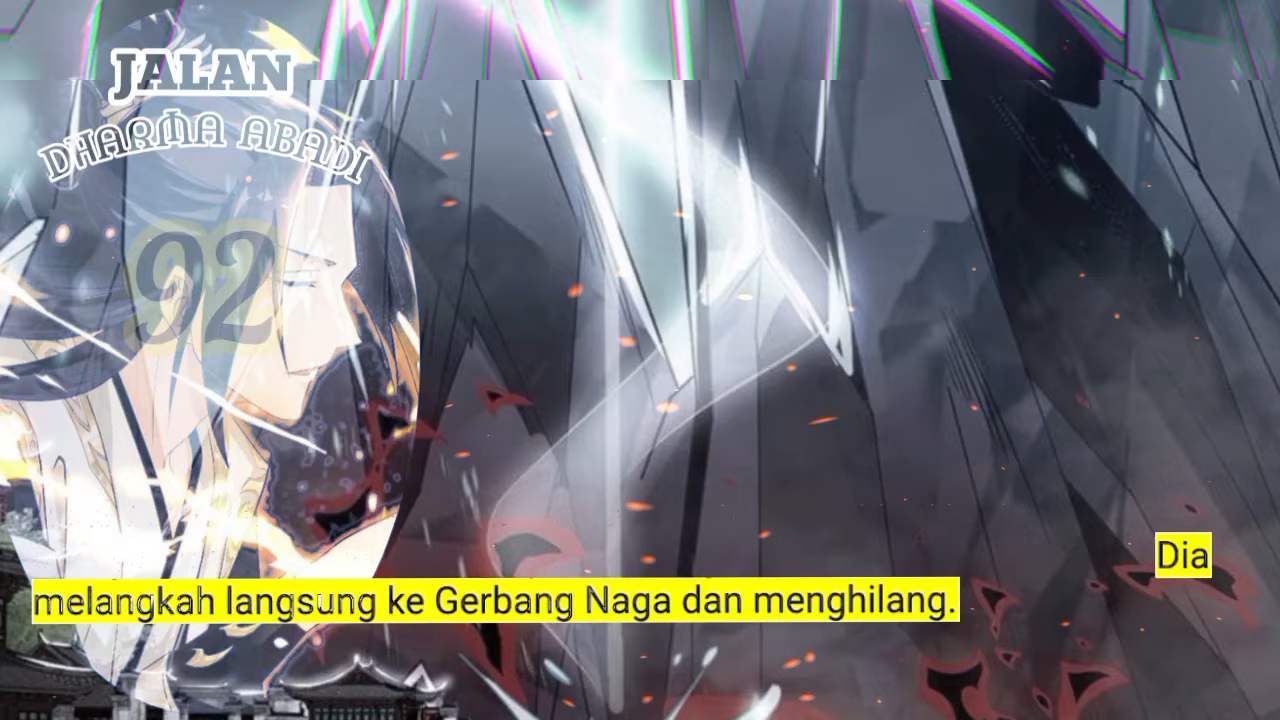 JALAN
DHARMA ABADI
92
Dia
melangkah langsung ke Gerbang Naga dan menghilang.